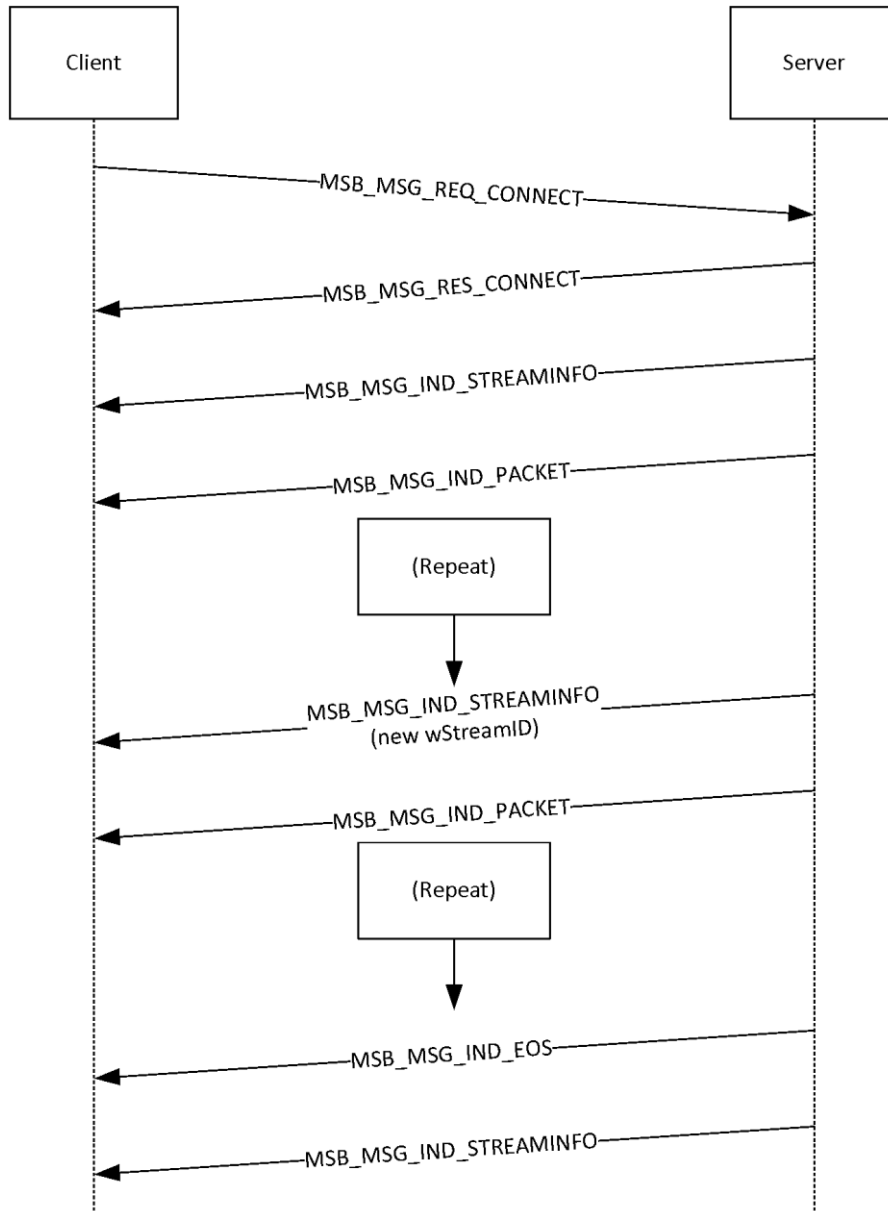 Client
Server
MSB_MSG_REQ_CONNECT
MSB_MSG_RES_CONNECT
MSB_MSG_IND_STREAMINFO
MSB_MSG_IND_PACKET
(Repeat)
MSB_MSG_IND_STREAMINFO
(new wStreamID)
MSB_MSG_IND_PACKET
(Repeat)
MSB_MSG_IND_EOS
MSB_MSG_IND_STREAMINFO